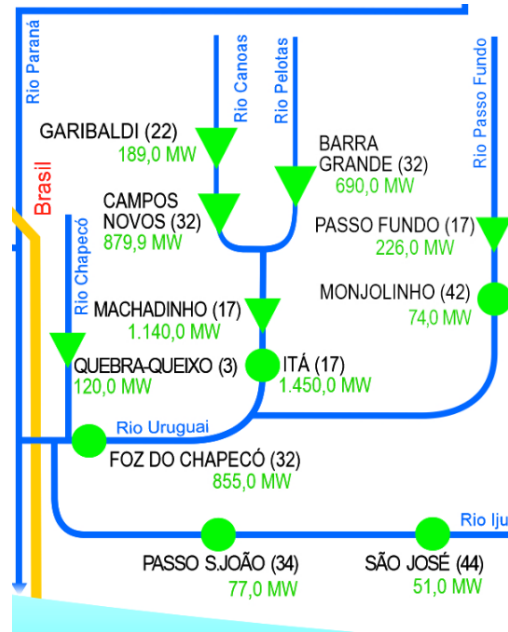 Rio Paraná
Rio Canoas
Rio Pelotas
Rio Passo Fundo
GARIBALDI (22)
189,0 MW
BARRA
GRANDE (32)
690,0 MW
Brasil
CAMPOS
NOVOS (32)
879,9 MW
PASSO FUNDO (17)
226,0 MW
Rio Chapecó
MONJOLINHO (42)
74,0 MW
MACHADINHO (17)
1.140,0 MW
QUEBRA-QUEIXO (3)
120,0 MW
ITÁ (17)
1.450,0 MW
Rio Uruguai
FOZ DO CHAPECÓ (32)
855,0 MW
Rio Iju
PASSO S.JOÃO (34)
77,0 MW
SÃO JOSÉ (44)
51,0 MW